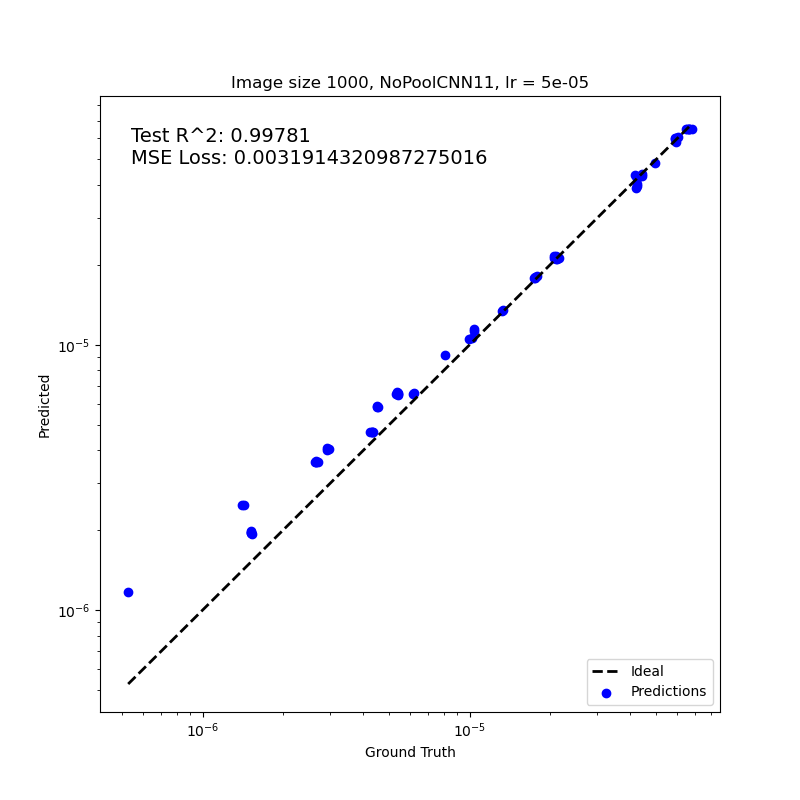 Image size 1000, NoPoolCNN11, lr = 5e-05
Test R^2: 0.99781
MSE Loss: 0.0031914320987275016
10⁻⁵
10⁻⁶
Predicted
10⁻⁶
10⁻⁵
Ground Truth
Ideal
Predictions